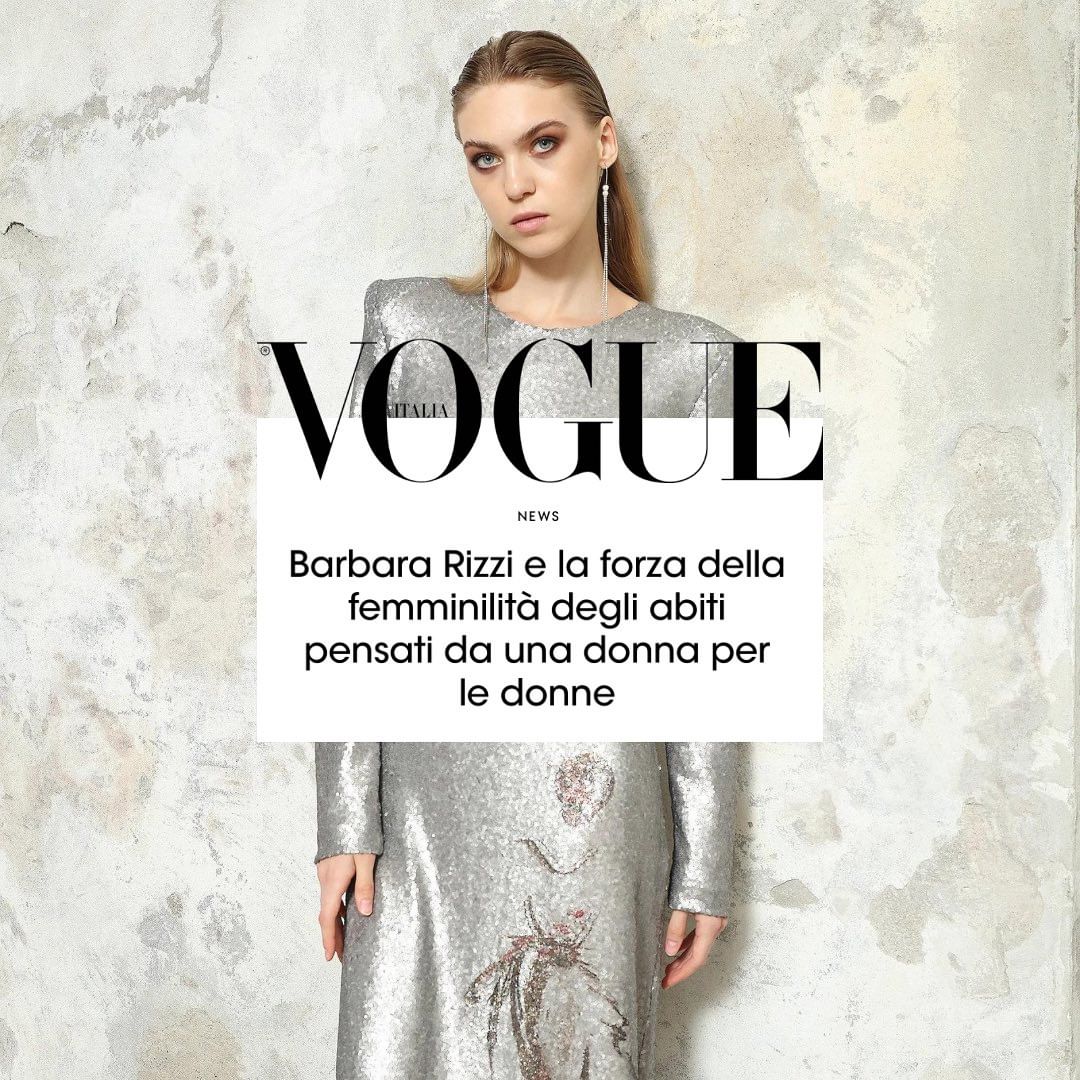 ®
VOGUE
ITALIA
NEWS
Barbara Rizzi e la forza della
femminilità degli abiti
pensati da una donna per
le donne